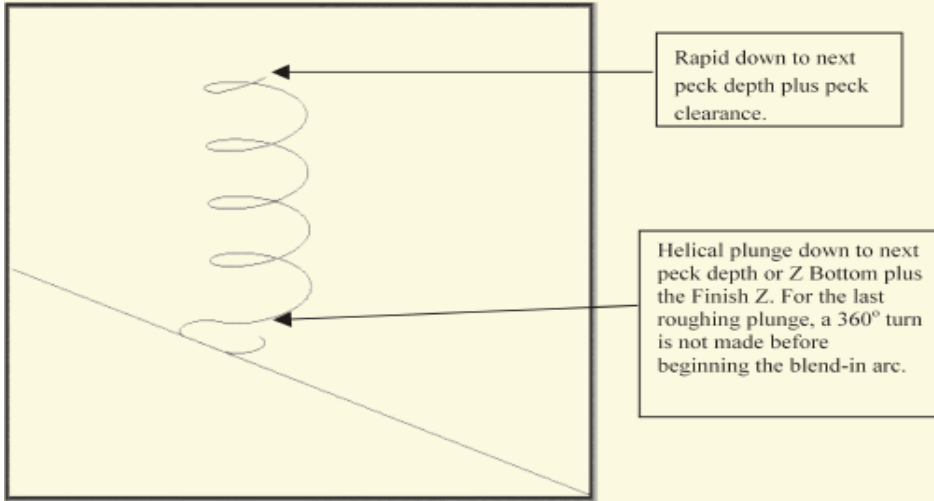 Rapid down to next
peck depth plus peck
clearance.
Helical plunge down to next
peck depth or Z Bottom plus
the Finish Z. For the last
roughing plunge, a 360° turn
is not made before
beginning the blend-in arc.